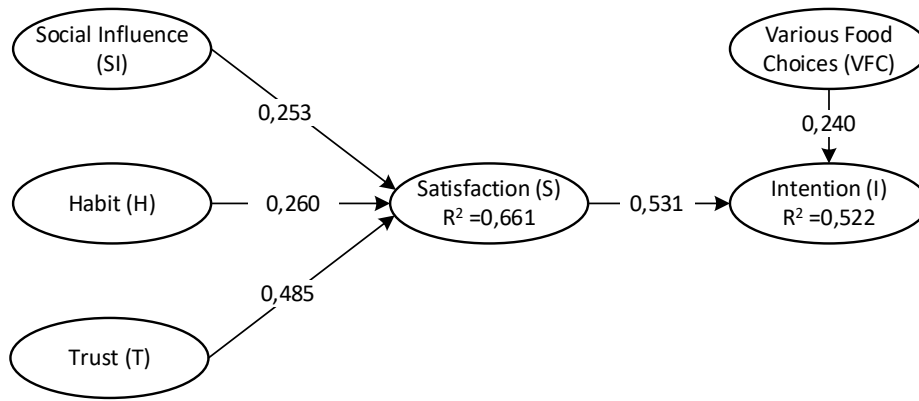 Social Influence
(SI)
Various Food
Choices (VFC)
0,253
0,240
Habit (H)
0,260
Satisfaction (S)
R² =0,661
0,531
Intention (I)
R² =0,522
0,485
Trust (T)